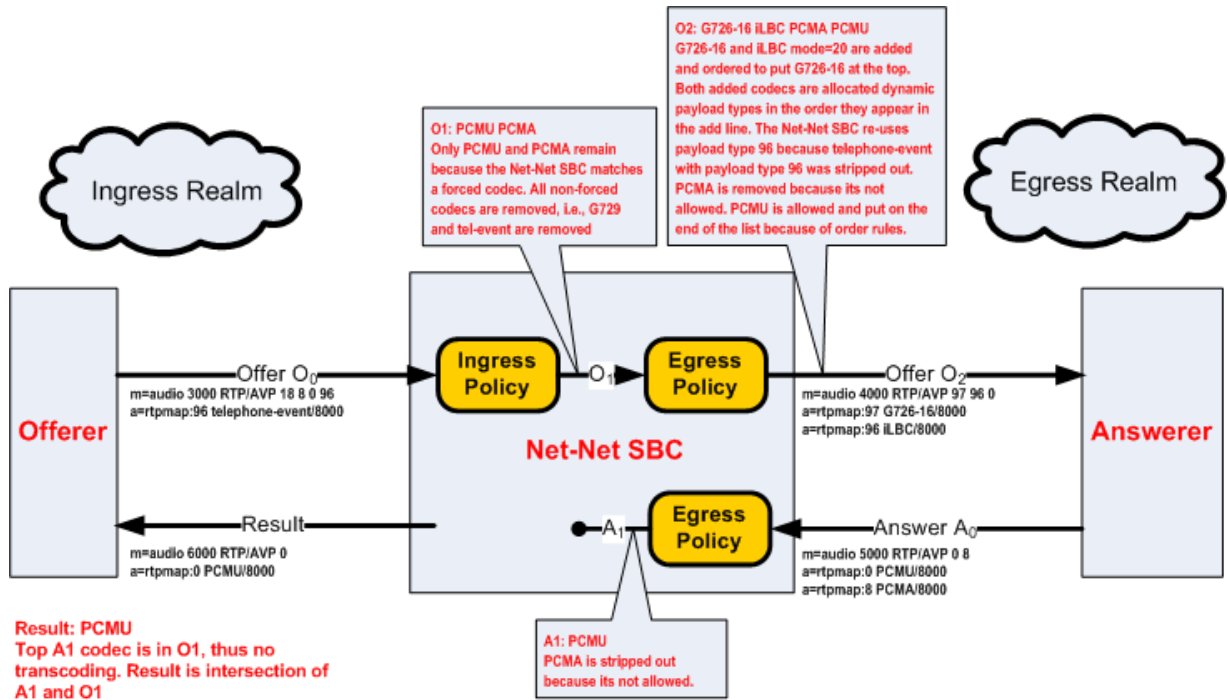 O2: G726-16 iLBC PCMA PCMU
G726-16 and iLBC mode=20 are added
and ordered to put G726-16 at the top.
Both added codecs are allocated dynamic
payload types in the order they appear in
the add line. The Net-Net SBC re-uses
payload type 96 because telephone-event
with payload type 96 was stripped out.
PCMA is removed because its not
allowed. PCMU is allowed and put on the
end of the list because of order rules.
O1: PCMU PCMA
Only PCMU and PCMA remain
because the Net-Net SBC matches
a forced codec. All non-forced
codecs are removed, i.e., G729
and tel-event are removed
Ingress Realm
Egress Realm
Offerer
Offer O0
m=audio 3000 RTP/AVP 18 8 0 96
a=rtpmap:96 telephone-event/8000
Ingress
Policy
O1
Egress
Policy
Offer O2
m=audio 4000 RTP/AVP 97 96 0
a=rtpmap:97 G726-16/8000
a=rtpmap:96 iLBC/8000
Answerer
Net-Net SBC
Result
m=audio 6000 RTP/AVP 0
a=rtpmap:0 PCMU/8000
A1
Egress
Policy
Answer A0
m=audio 5000 RTP/AVP 0 8
a=rtpmap:0 PCMU/8000
a=rtpmap:8 PCMA/8000
Result: PCMU
Top A1 codec is in O1, thus no
transcoding. Result is intersection of
A1 and O1
A1: PCMU
PCMA is stripped out
because its not allowed.